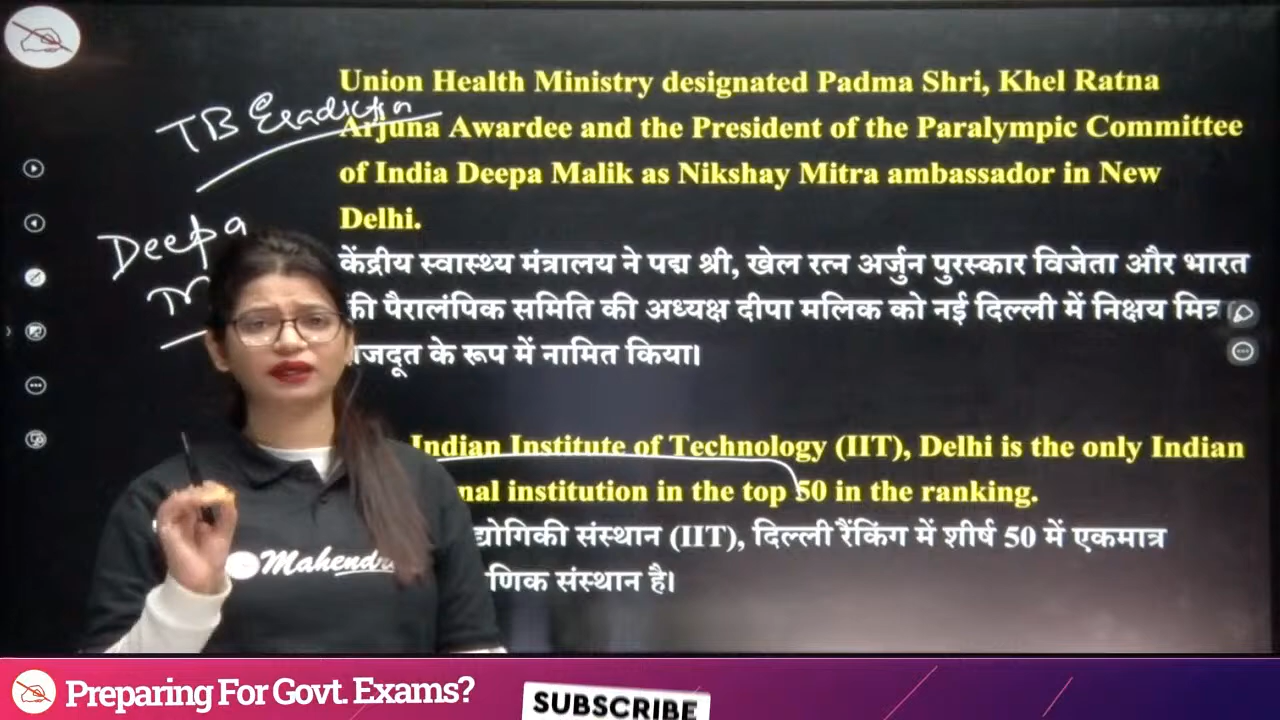 Union Health Ministry designated Padma Shri, Khel Ratna
TB Eradiction
Arjuna Awardee and the President of the Paralympic Committee
of India Deepa Malik as Nikshay Mitra ambassador in New
Delhi.
Deepa
M
केंद्रीय स्वास्थ्य मंत्रालय ने पद्म श्री, खेल रत्न अर्जुन पुरस्कार विजेता और भारत
की पैरालंपिक समिति की अध्यक्ष दीपा मलिक को नई दिल्ली में निक्षय मित्र
ाजदूत के रूप में नामित किया।
Indian Institute of Technology (IIT), Delhi is the only Indian
nal institution in the top 50 in the ranking.
द्योगिकी संस्थान (IIT), दिल्ली रैंकिंग में शीर्ष 50 में एकमात्र
णिक संस्थान है।
Mahendra
Preparing For Govt. Exams?
SUBSCRIBE